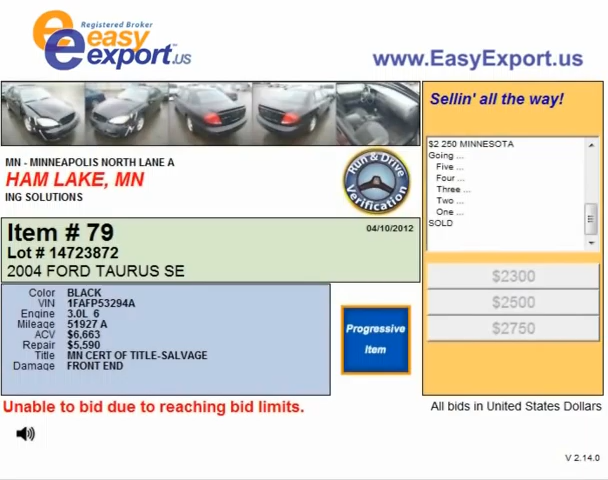 Registered Broker
easy
export.us
www.EasyExport.us
Sellin' all the way!
$2 250 MINNESOTA
Going ...
Five ...
Four ...
Three ...
Two ...
One ...
SOLD
MN - MINNEAPOLIS NORTH LANE A
HAM LAKE, MN
ING SOLUTIONS
Run & Drive
Verification
Item # 79
04/10/2012
Lot # 14723872
2004 FORD TAURUS SE
$2300
$2500
$2750
Color BLACK
VIN 1FAFP53294A
Engine 3.0L 6
Mileage 51927 A
ACV $6,663
Repair $5,590
Title MN CERT OF TITLE-SALVAGE
Damage FRONT END
Progressive
Item
Unable to bid due to reaching bid limits.
All bids in United States Dollars
V 2.14.0